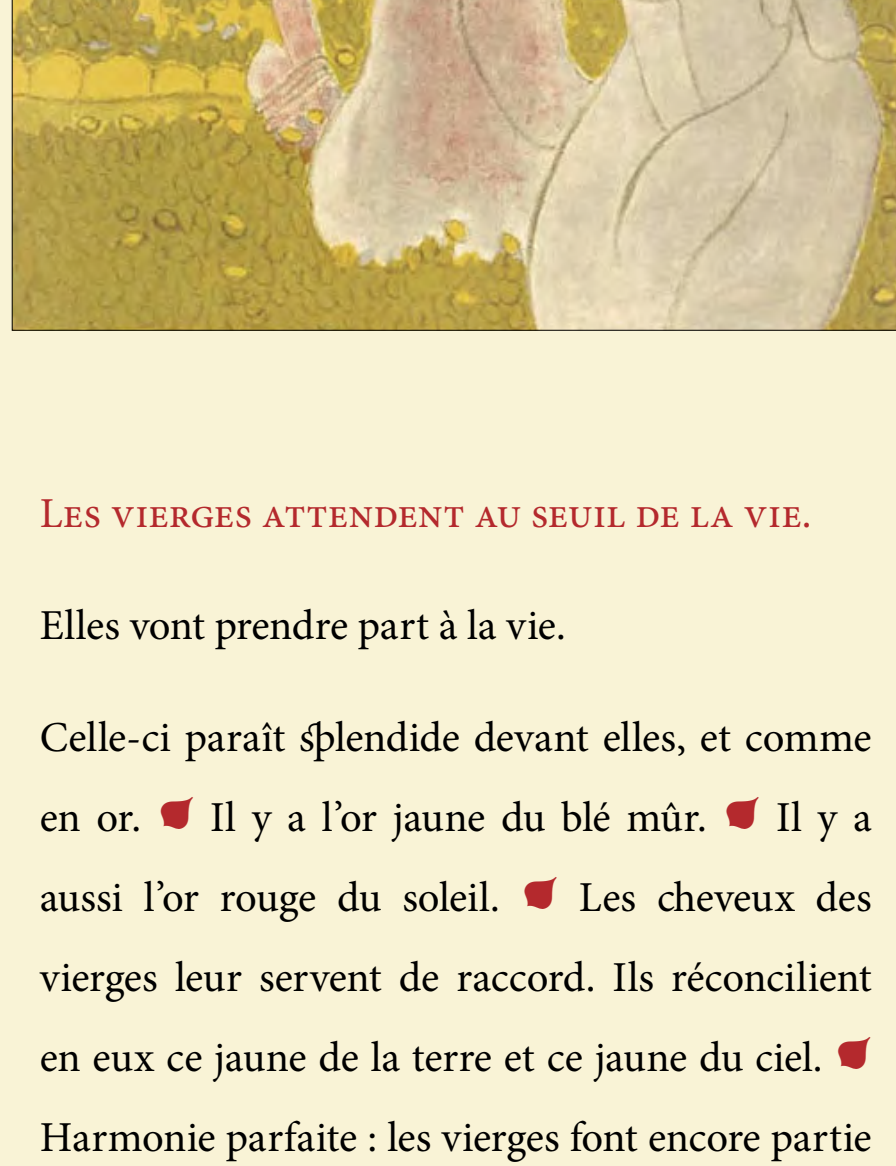 Les vierges attendent au seuil de la vie.
Elles vont prendre part à la vie.
Celle-ci paraît splendide devant elles, et comme
en or. Il y a l’or jaune du blé mûr. Il y a
aussi l’or rouge du soleil. Les cheveux des
vierges leur servent de raccord. Ils réconcilient
en eux ce jaune de la terre et ce jaune du ciel.
Harmonie parfaite : les vierges font encore partie